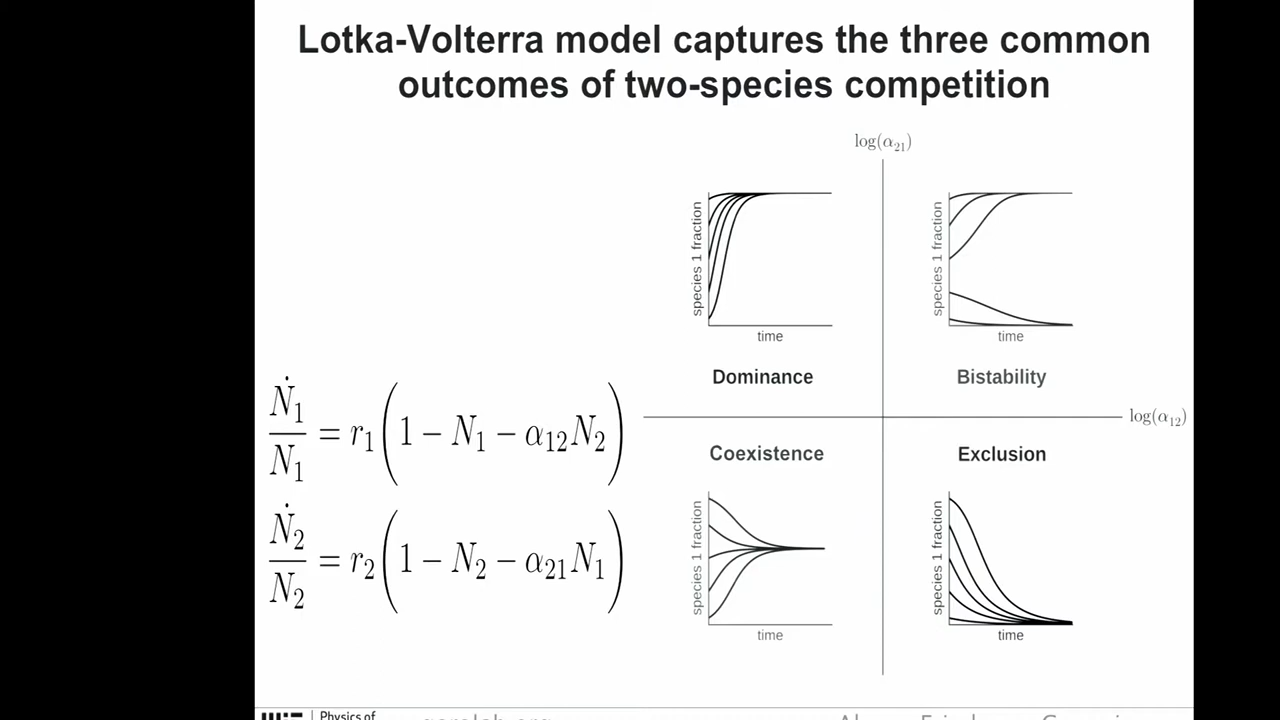 Lotka-Volterra model captures the three common
outcomes of two-species competition
log(α₂₁)
species 1 fraction
time
Dominance
species 1 fraction
time
Bistability
log(α₁₂)
Ṅ₁/N₁ = r₁(1 − N₁ − α₁₂N₂)
Ṅ₂/N₂ = r₂(1 − N₂ − α₂₁N₁)
Coexistence
species 1 fraction
time
Exclusion
species 1 fraction
time
Physics of